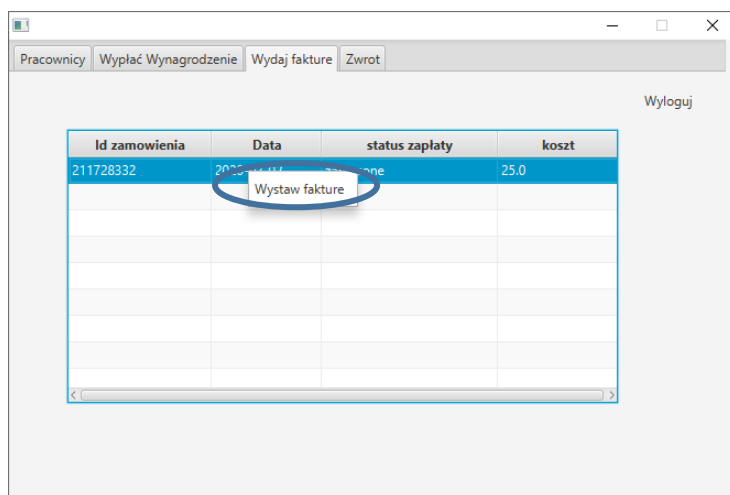 Pracownicy Wypłać Wynagrodzenie Wydaj fakture Zwrot
Wyloguj
Id zamowienia Data status zapłaty koszt
211728332 25.0
Wystaw fakture